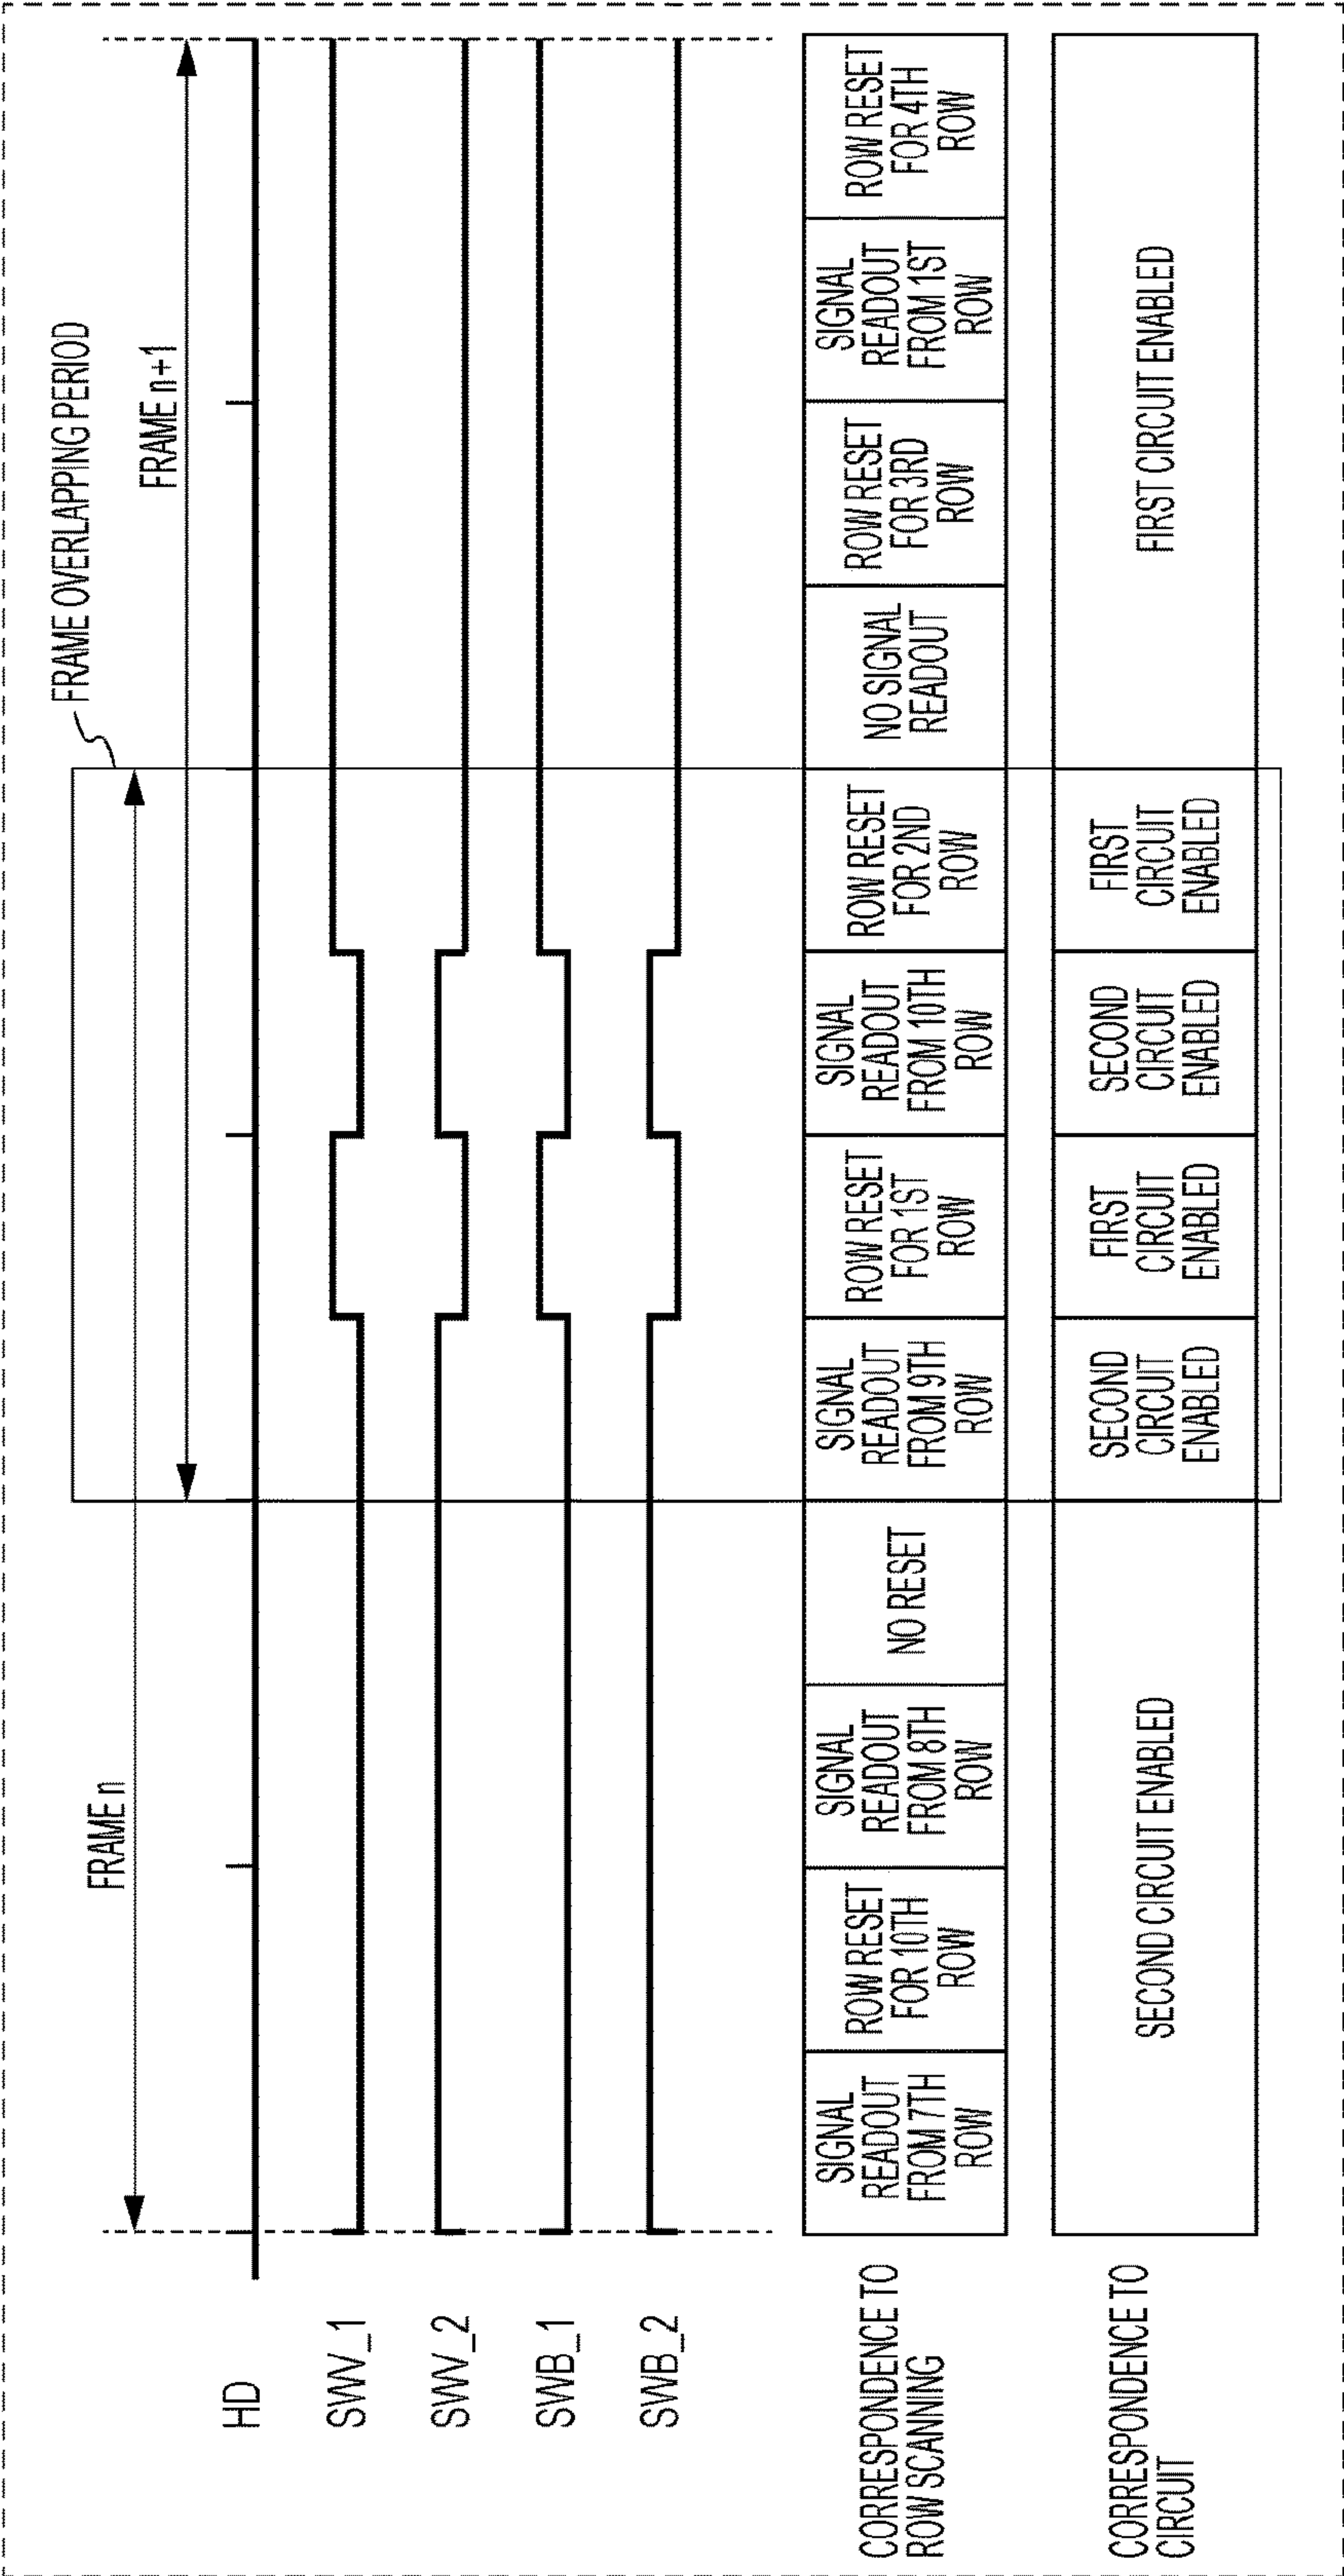 FRAME OVERLAPPING PERIOD
FRAME n
FRAME n+1
HD
SWV_1
SWV_2
SWB_1
SWB_2
CORRESPONDENCE TO
ROW SCANNING
SIGNAL
READOUT
FROM 7TH
ROW
ROW RESET
FOR 10TH
ROW
SIGNAL
READOUT
FROM 8TH
ROW
NO RESET
SIGNAL
READOUT
FROM 9TH
ROW
ROW RESET
FOR 1ST
ROW
SIGNAL
READOUT
FROM 10TH
ROW
ROW RESET
FOR 2ND
ROW
NO SIGNAL
READOUT
ROW RESET
FOR 3RD
ROW
SIGNAL
READOUT
FROM 1ST
ROW
ROW RESET
FOR 4TH
ROW
CORRESPONDENCE TO
CIRCUIT
SECOND CIRCUIT ENABLED
SECOND
CIRCUIT
ENABLED
FIRST
CIRCUIT
ENABLED
SECOND
CIRCUIT
ENABLED
FIRST
CIRCUIT
ENABLED
FIRST CIRCUIT ENABLED